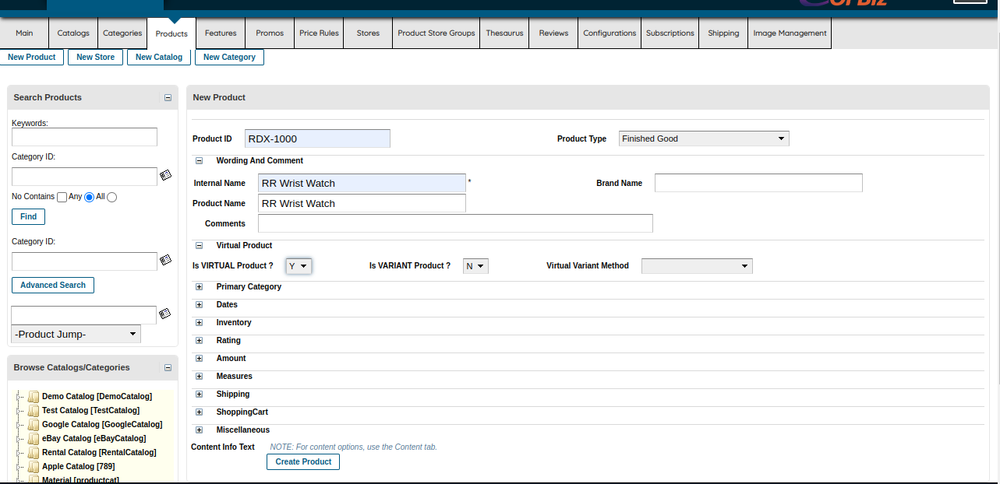 OFBiz
Main Catalogs Categories Products Features Promos Price Rules Stores Product Store Groups Thesaurus Reviews Configurations Subscriptions Shipping Image Management
New Product New Store New Catalog New Category
Search Products
Keywords:
Category ID:
No Contains Any All
Find
Category ID:
Advanced Search
-Product Jump-
Browse Catalogs/Categories
Demo Catalog [DemoCatalog]
Test Catalog [TestCatalog]
Google Catalog [GoogleCatalog]
eBay Catalog [eBayCatalog]
Rental Catalog [RentalCatalog]
Apple Catalog [789]
Material [productcat]
New Product
Product ID RDX-1000 Product Type Finished Good
Wording And Comment
Internal Name RR Wrist Watch * Brand Name
Product Name RR Wrist Watch
Comments
Virtual Product
Is VIRTUAL Product ? Y Is VARIANT Product ? N Virtual Variant Method
Primary Category
Dates
Inventory
Rating
Amount
Measures
Shipping
ShoppingCart
Miscellaneous
Content Info Text NOTE: For content options, use the Content tab.
Create Product